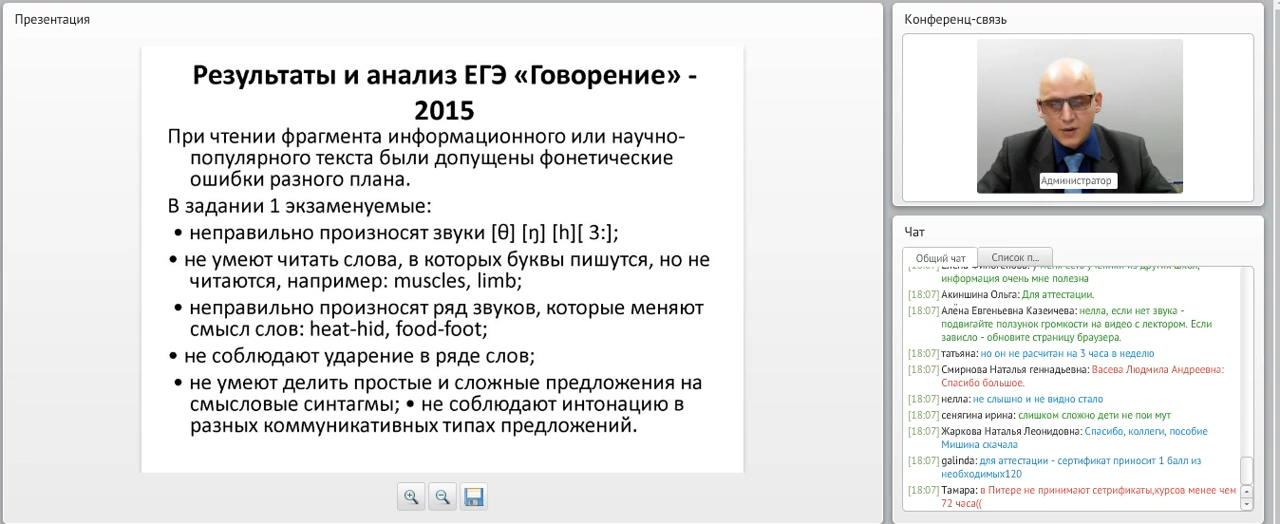 Презентация
Результаты и анализ ЕГЭ «Говорение» -
2015
При чтении фрагмента информационного или научно-
популярного текста были допущены фонетические
ошибки разного плана.
В задании 1 экзаменуемые:
• неправильно произносят звуки [θ] [ŋ] [h][ 3:];
• не умеют читать слова, в которых буквы пишутся, но не
читаются, например: muscles, limb;
• неправильно произносят ряд звуков, которые меняют
смысл слов: heat-hid, food-foot;
• не соблюдают ударение в ряде слов;
• не умеют делить простые и сложные предложения на
смысловые синтагмы; • не соблюдают интонацию в
разных коммуникативных типах предложений.
Конференц-связь
Администратор
Чат
Общий чат
Список п...
информация очень мне полезна
[18:07] Акиншина Ольга: Для аттестации.
[18:07] Алёна Евгеньевна Казеичева: нелла, если нет звука -
подвигайте ползунок громкости на видео с лектором. Если
зависло - обновите страницу браузера.
[18:07] татьяна: но он не расчитан на 3 часа в неделю
[18:07] Смирнова Наталья геннадьевна: Васева Людмила Андреевна:
Спасибо большое.
[18:07] нелла: не слышно и не видно стало
[18:07] сенягина ирина: слишком сложно дети не пои мут
[18:07] Жаркова Наталья Леонидовна: Спасибо, коллеги, пособие
Мишина скачала
[18:07] galinda: для аттестации - сертификат приносит 1 балл из
необходимых120
[18:07] Тамара: в Питере не принимают сетрификаты,хурсов менее чем
72 часа((